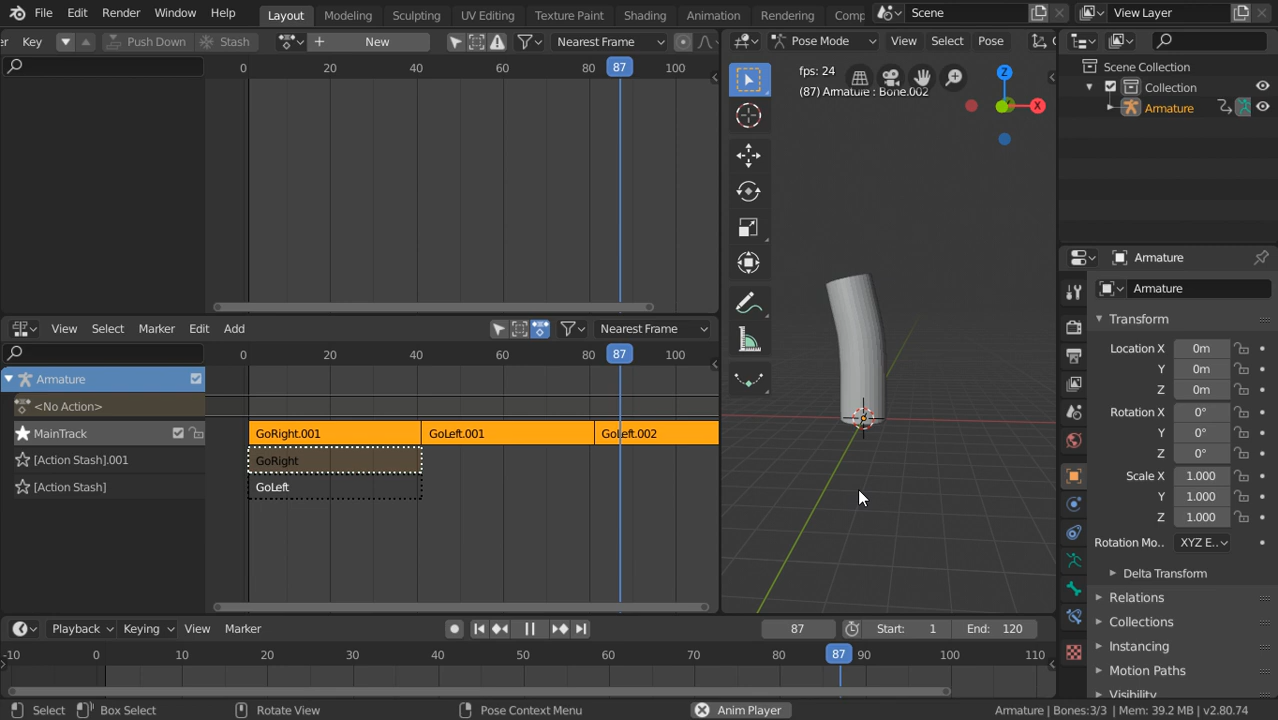 File Edit Render Window Help Layout Modeling Sculpting UV Editing Texture Paint Shading Animation Rendering Comp Scene View Layer
er Key Push Down Stash New Nearest Frame Pose Mode View Select Pose
0 20 40 60 87 100
fps: 24
(87) Armature : Bone.002
Z
X
Scene Collection
Collection
Armature
View Select Marker Edit Add Nearest Frame
0 20 40 60 80 87 100
Armature
<No Action>
MainTrack GoRight.001 GoLeft.001 GoLeft.002
[Action Stash].001 GoRight
[Action Stash] GoLeft
Armature
Armature
Transform
Location X 0m
Y 0m
Z 0m
Rotation X 0°
Y 0°
Z 0°
Scale X 1.000
Y 1.000
Z 1.000
Rotation Mo.. XYZ E..
Delta Transform
Relations
Collections
Instancing
Motion Paths
Visibility
Playback Keying View Marker 87 Start: 1 End: 120
-10 0 10 20 30 40 50 60 70 80 87 90 100 110
Select Box Select Rotate View Pose Context Menu Anim Player Armature | Bones:3/3 | Mem: 39.2 MB | v2.80.74